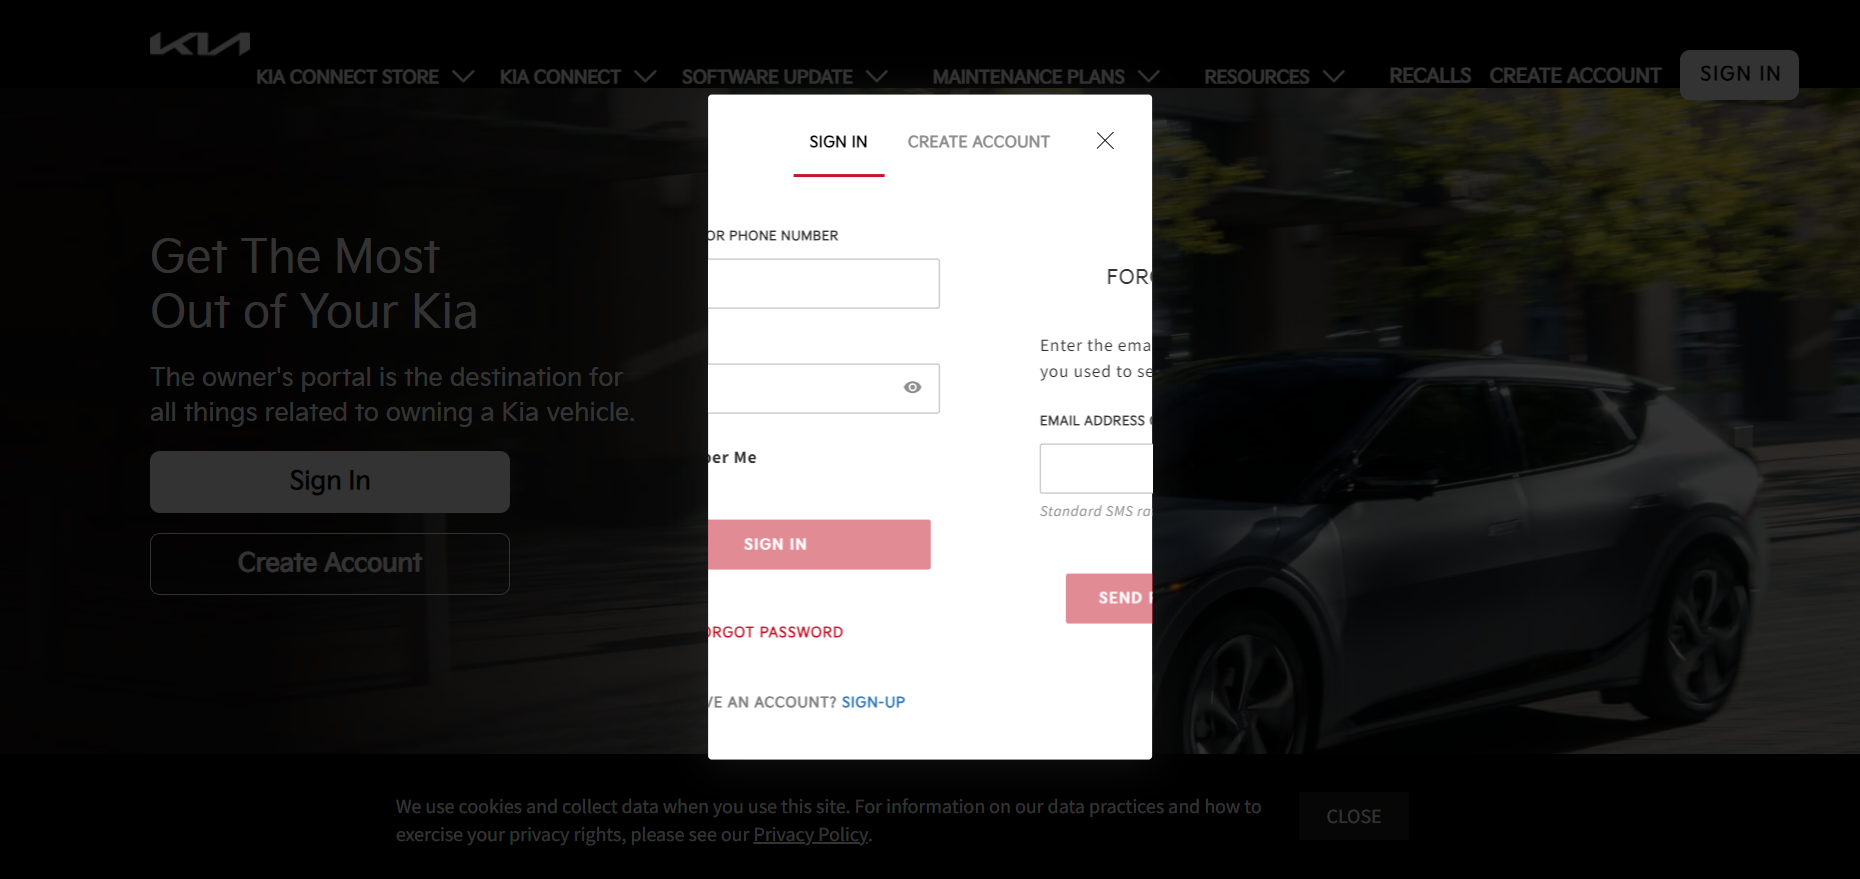 KIA
KIA CONNECT STORE KIA CONNECT SOFTWARE UPDATE MAINTENANCE PLANS RESOURCES RECALLS CREATE ACCOUNT SIGN IN
Get The Most
Out of Your Kia
The owner's portal is the destination for
all things related to owning a Kia vehicle.
Sign In
Create Account
SIGN IN CREATE ACCOUNT
OR PHONE NUMBER
ber Me
SIGN IN
ORGOT PASSWORD
VE AN ACCOUNT? SIGN-UP
FORG
Enter the ema
you used to se
EMAIL ADDRESS
Standard SMS ra
SEND
We use cookies and collect data when you use this site. For information on our data practices and how to
exercise your privacy rights, please see our Privacy Policy.
CLOSE